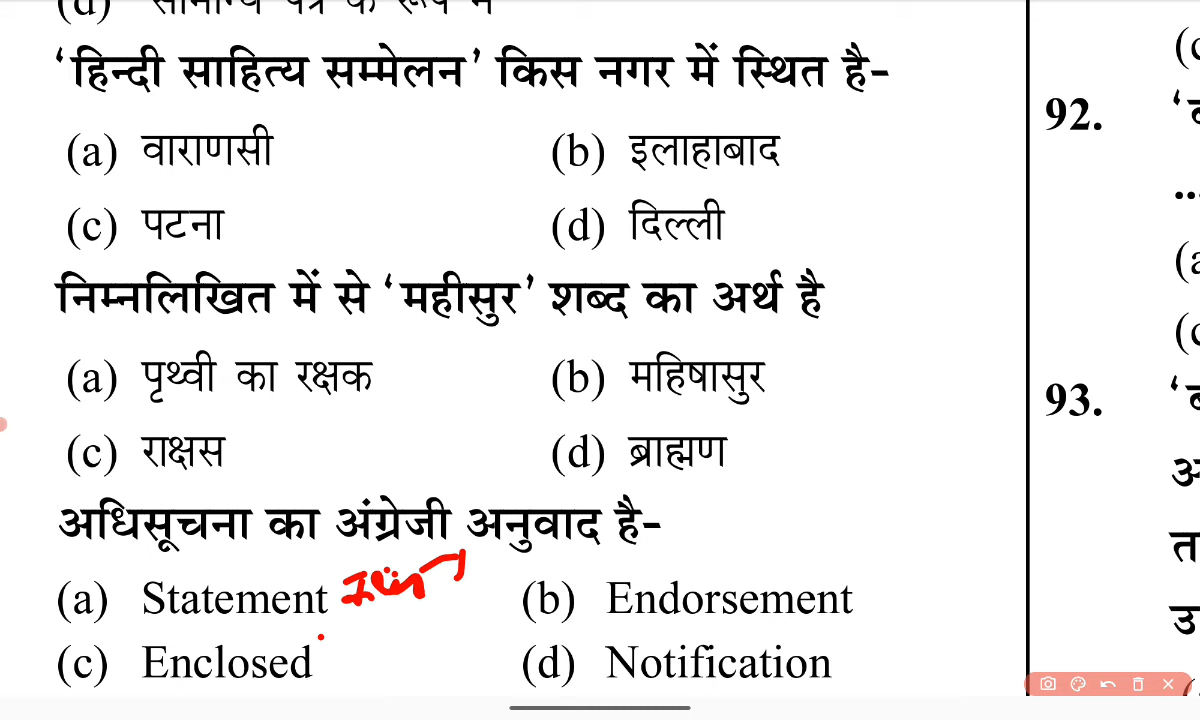 (d) सामान्य पत्र के रूप में
'हिन्दी साहित्य सम्मेलन' किस नगर में स्थित है-
(a) वाराणसी (b) इलाहाबाद
(c) पटना (d) दिल्ली
निम्नलिखित में से 'महीसुर' शब्द का अर्थ है
(a) पृथ्वी का रक्षक (b) महिषासुर
(c) राक्षस (d) ब्राह्मण
अधिसूचना का अंग्रेजी अनुवाद है-
(a) Statement (b) Endorsement
(c) Enclosed (d) Notification
92.
93.